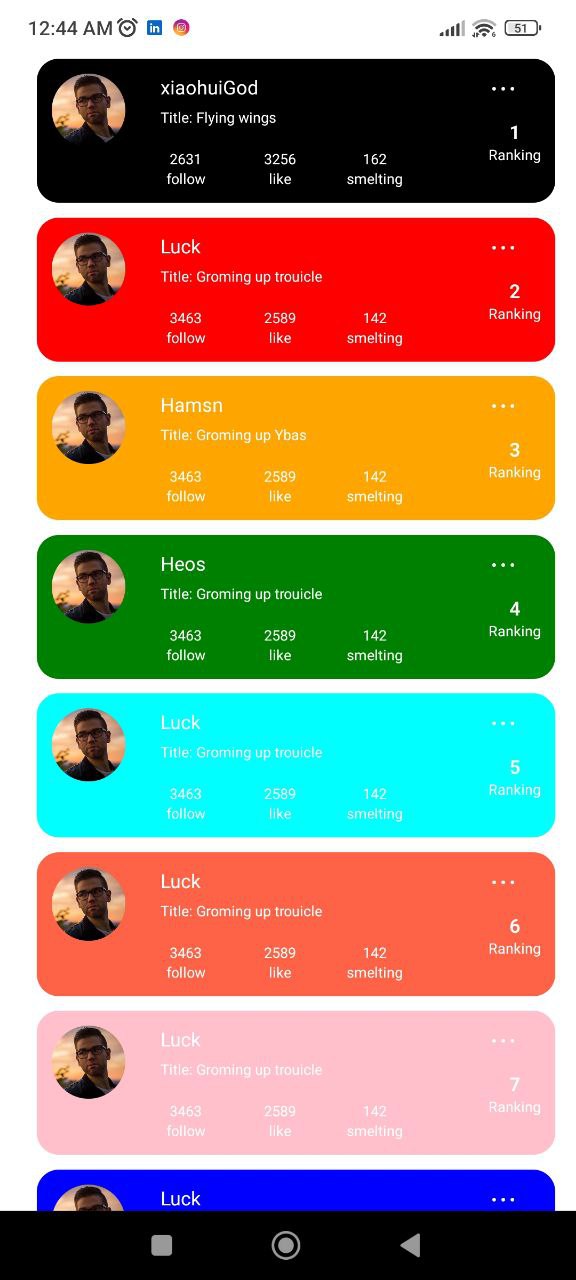 12:44 AM in 6 51
xiaohuiGod
Title: Flying wings
1
Ranking
2631 3256 162
follow like smelting
Luck
Title: Groming up trouicle
2
Ranking
3463 2589 142
follow like smelting
Hamsn
Title: Groming up Ybas
3
Ranking
3463 2589 142
follow like smelting
Heos
Title: Groming up trouicle
4
Ranking
3463 2589 142
follow like smelting
Luck
Title: Groming up trouicle
5
Ranking
3463 2589 142
follow like smelting
Luck
Title: Groming up trouicle
6
Ranking
3463 2589 142
follow like smelting
Luck
Title: Groming up trouicle
7
Ranking
3463 2589 142
follow like smelting
Luck